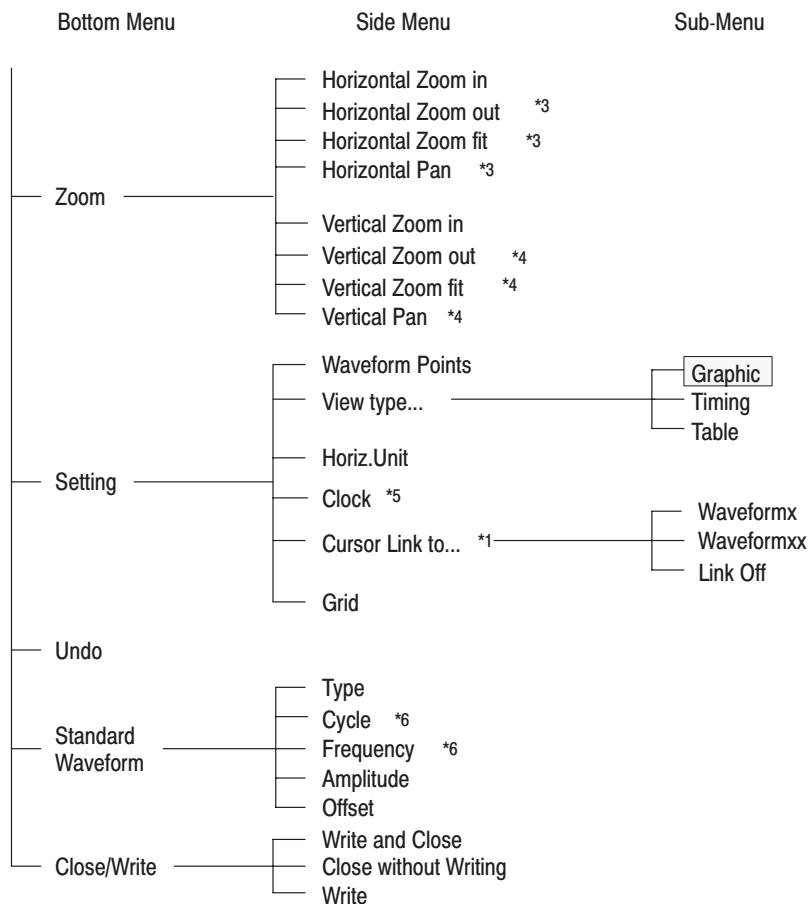 Bottom Menu Side Menu Sub-Menu
Horizontal Zoom in
Horizontal Zoom out *3
Horizontal Zoom fit *3
Horizontal Pan *3
Zoom
Vertical Zoom in
Vertical Zoom out *4
Vertical Zoom fit *4
Vertical Pan *4
Waveform Points
Graphic
View type...
Timing
Table
Horiz.Unit
Setting
Clock *5
Waveformx
Cursor Link to... *1
Waveformxx
Link Off
Grid
Undo
Type
Cycle *6
Standard
Waveform
Frequency *6
Amplitude
Offset
Write and Close
Close/Write
Close without Writing
Write